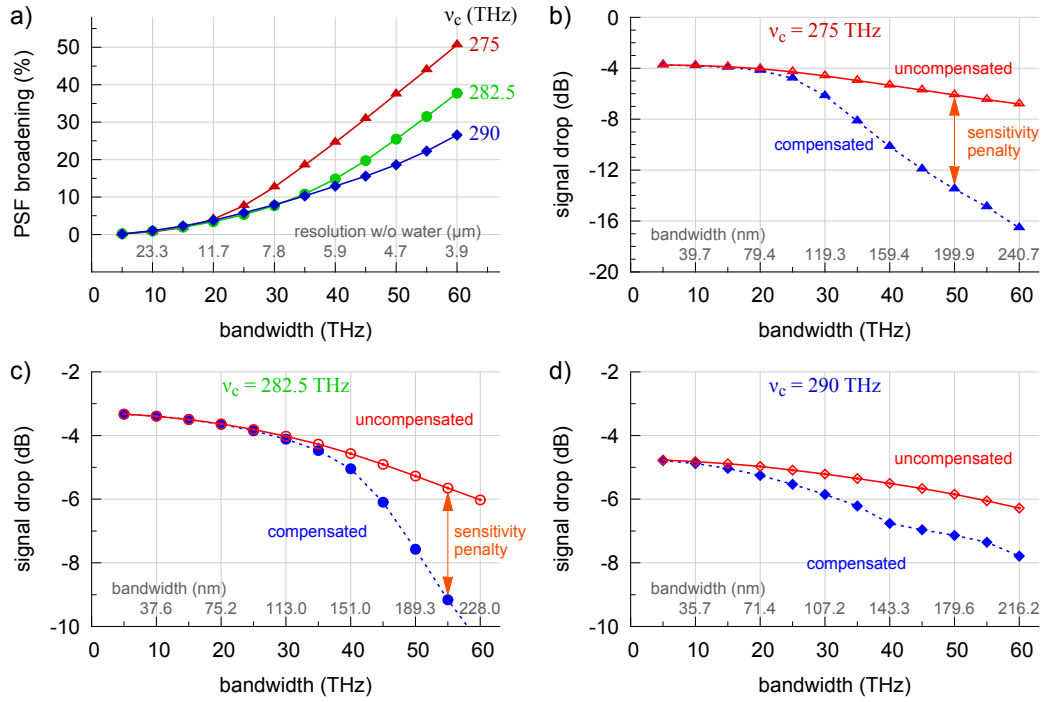 a)
ν_c (THz)
PSF broadening (%)
50
40
30
20
10
0
275
282.5
290
resolution w/o water (µm)
23.3 11.7 7.8 5.9 4.7 3.9
0 10 20 30 40 50 60
bandwidth (THz)
b)
ν_c = 275 THz
signal drop (dB)
0
-4
-8
-12
-16
-20
uncompensated
compensated
sensitivity
penalty
bandwidth (nm)
39.7 79.4 119.3 159.4 199.9 240.7
0 10 20 30 40 50 60
bandwidth (THz)
c)
ν_c = 282.5 THz
signal drop (dB)
-2
-4
-6
-8
-10
uncompensated
compensated
sensitivity
penalty
bandwidth (nm)
37.6 75.2 113.0 151.0 189.3 228.0
0 10 20 30 40 50 60
bandwidth (THz)
d)
ν_c = 290 THz
signal drop (dB)
-2
-4
-6
-8
-10
uncompensated
compensated
bandwidth (nm)
35.7 71.4 107.2 143.3 179.6 216.2
0 10 20 30 40 50 60
bandwidth (THz)